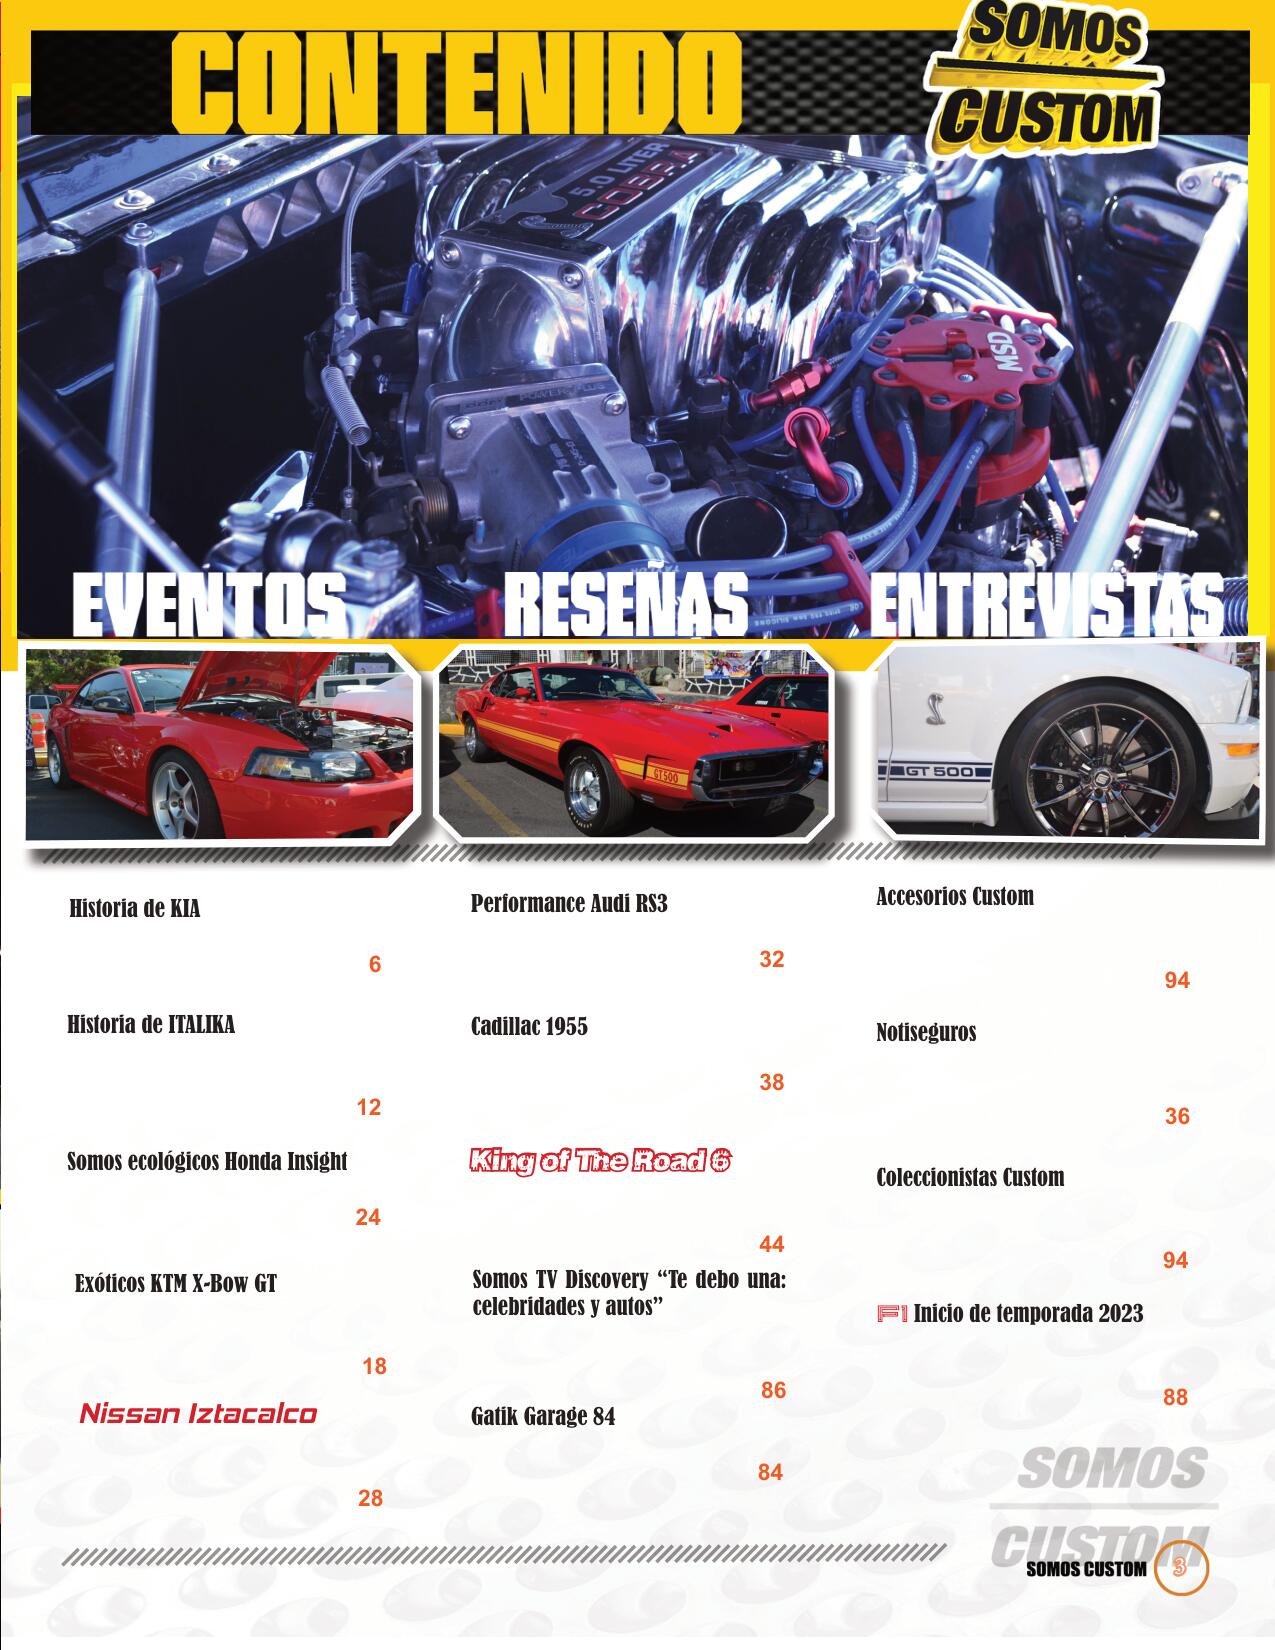 CONTENIDO
SOMOS
CUSTOM
5.0 LITER
COBRA
MSD
EVENTOS
RESEÑAS
ENTREVISTAS
GT500
GT 500
Historia de KIA
6
Historia de ITALIKA
12
Somos ecológicos Honda Insight
24
Exóticos KTM X-Bow GT
18
Nissan Iztacalco
28
Performance Audi RS3
32
Cadillac 1955
38
King of The Road 6
44
Somos TV Discovery “Te debo una:
celebridades y autos”
86
Gatik Garage 84
84
Accesorios Custom
94
Notiseguros
36
Coleccionistas Custom
94
F1 Inicio de temporada 2023
88
SOMOS
CUSTOM
SOMOS CUSTOM 3